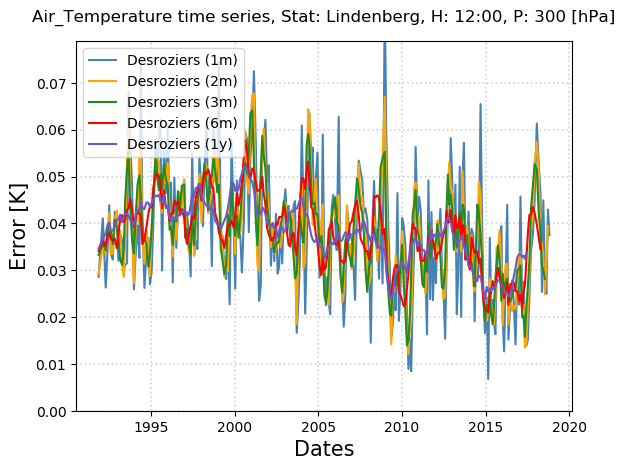 Air_Temperature time series, Stat: Lindenberg, H: 12:00, P: 300 [hPa]
Desroziers (1m)
Desroziers (2m)
Desroziers (3m)
Desroziers (6m)
Desroziers (1y)
Error [K]
0.07
0.06
0.05
0.04
0.03
0.02
0.01
0.00
1995 2000 2005 2010 2015 2020
Dates